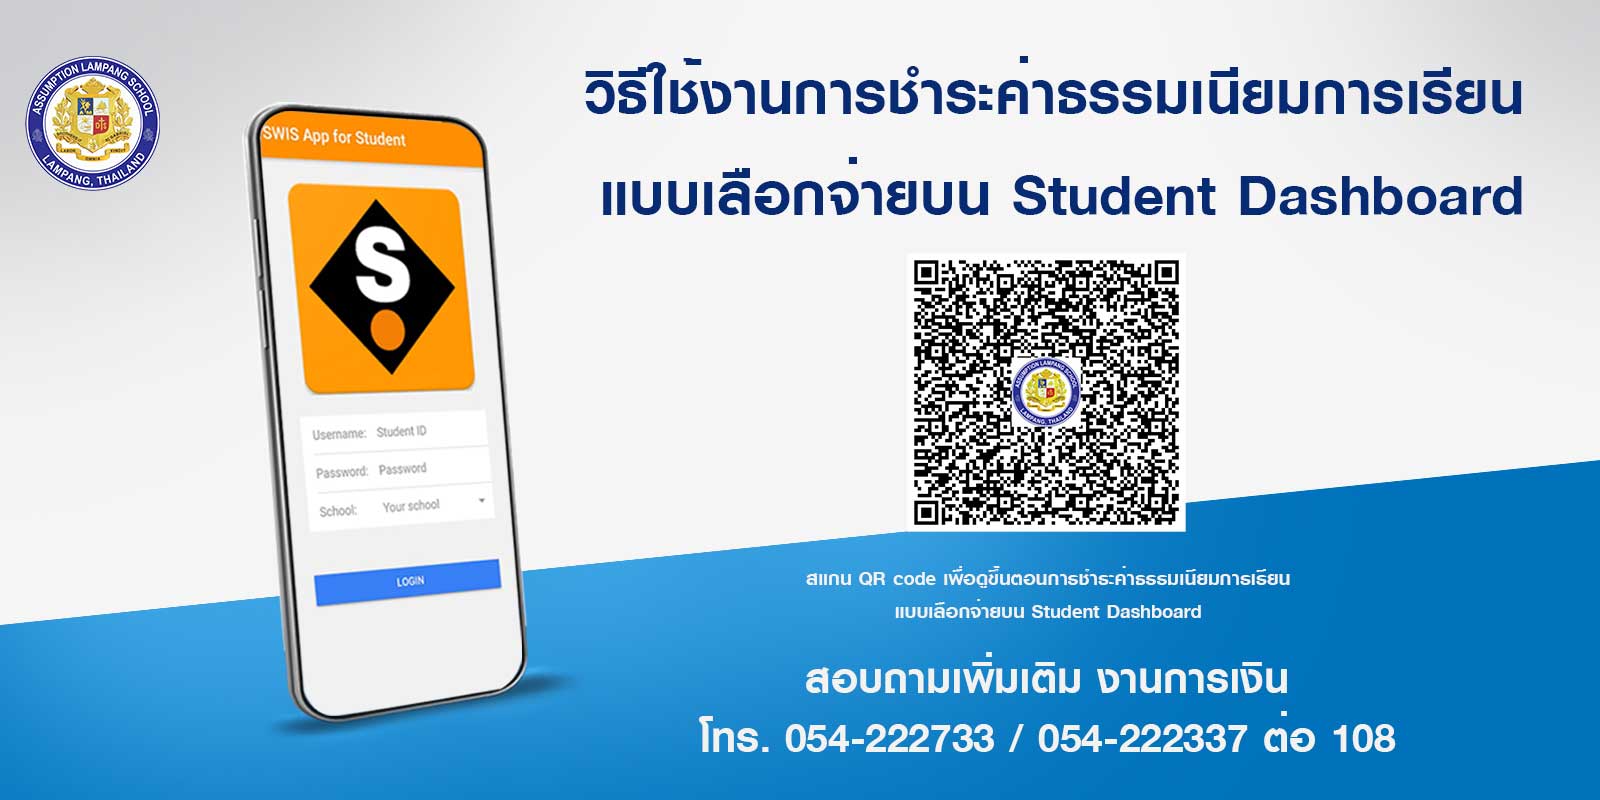 ASSUMPTION LAMPANG SCHOOL
LAMPANG, THAILAND
SWIS App for Student
S
Username: Student ID
Password: Password
School: Your school
LOGIN
วิธีใช้งานการชำระค่าธรรมเนียมการเรียน
แบบเลือกจ่ายบน Student Dashboard
ASSUMPTION LAMPANG SCHOOL
LAMPANG, THAILAND
สแกน QR code เพื่อดูขั้นตอนการชำระค่าธรรมเนียมการเรียน
แบบเลือกจ่ายบน Student Dashboard
สอบถามเพิ่มเติม งานการเงิน
โทร. 054-222733 / 054-222337 ต่อ 108